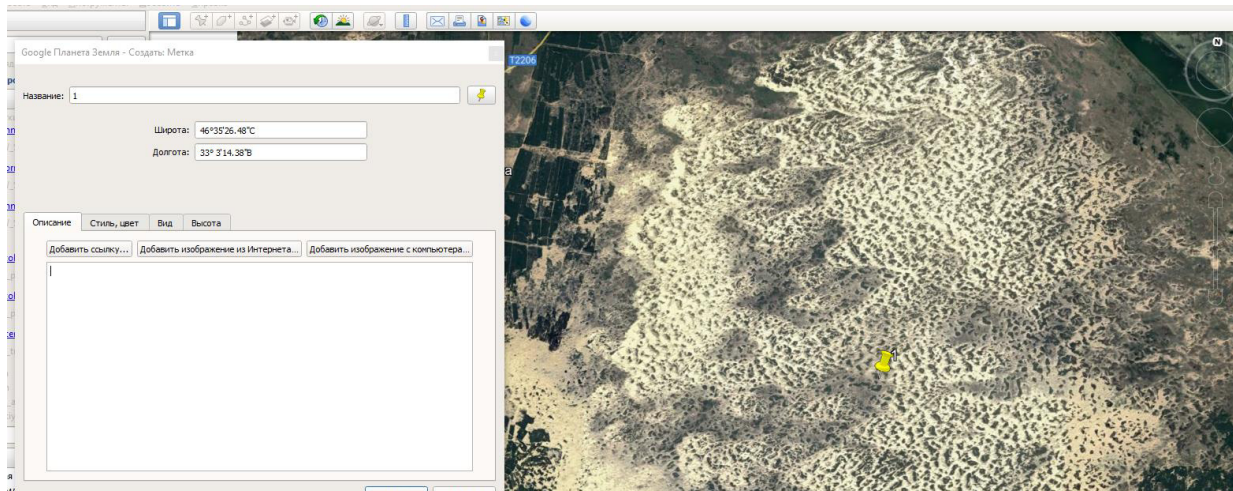 Google Планета Земля - Создать: Метка
Название: 1
Широта: 46°35'26.48"С
Долгота: 33° 3'14.38"В
Описание Стиль, цвет Вид Высота
Добавить ссылку... Добавить изображение из Интернета... Добавить изображение с компьютера...
T2206
N
а
1